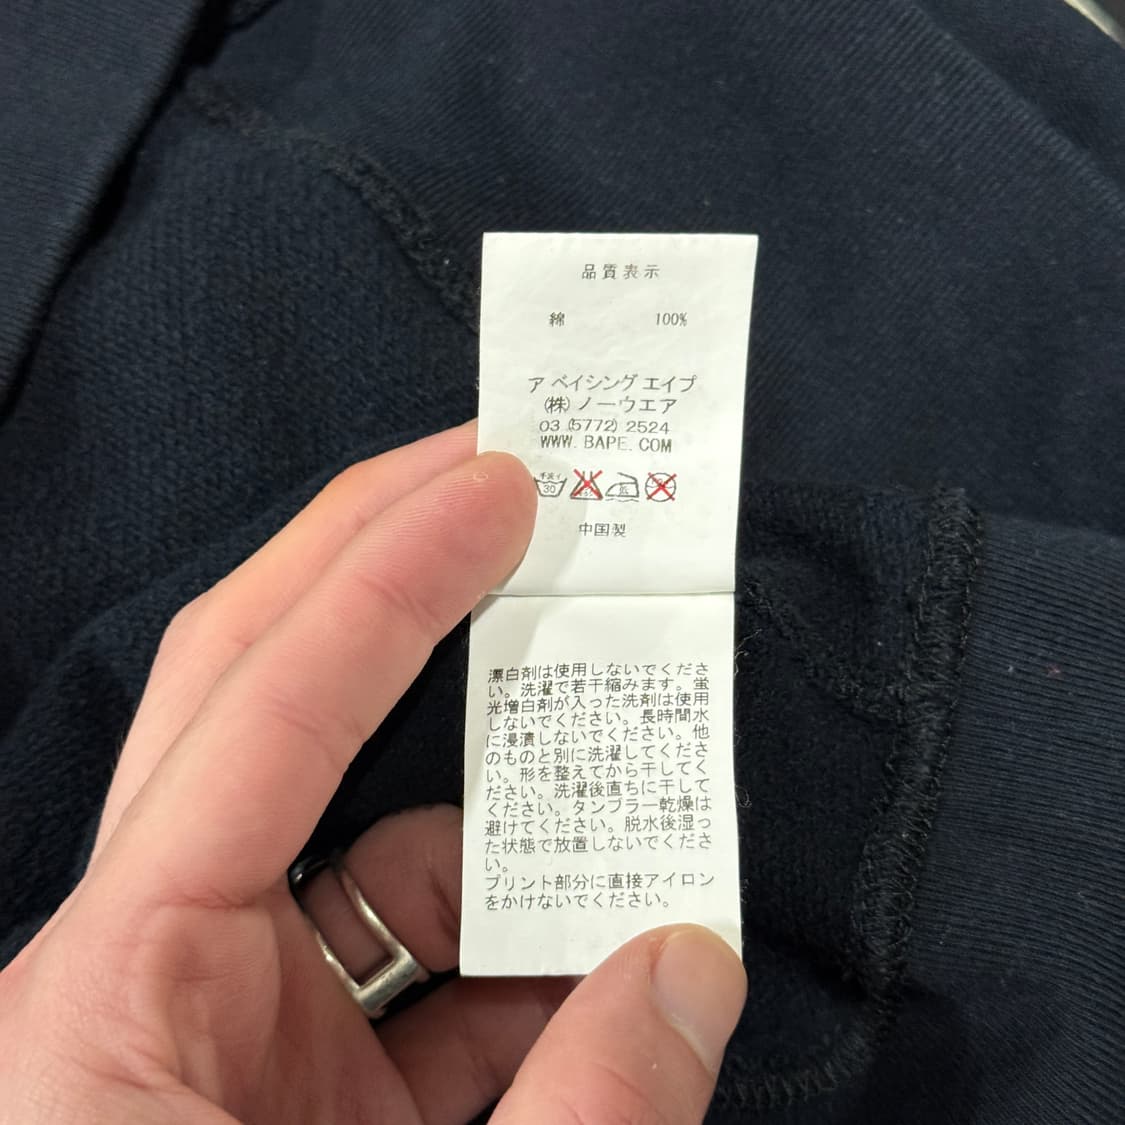 品質表示
綿 100%
ア ベイシング エイプ
(株) ノーウエア
03 (5772) 2524
WWW. BAPE. COM
30
中国製
漂白剤は使用しないでくださ
い。洗濯で若干縮みます。蛍
光増白剤が入った洗剤は使用
しないでください。長時間水
に浸漬しないでください。他
のものと別に洗濯してくださ
い。形を整えてから干してく
ださい。洗濯後直ちに干して
ください。タンブラー乾燥は
避けてください。脱水後湿っ
た状態で放置しないでくださ
い。
プリント部分に直接アイロン
をかけないでください。